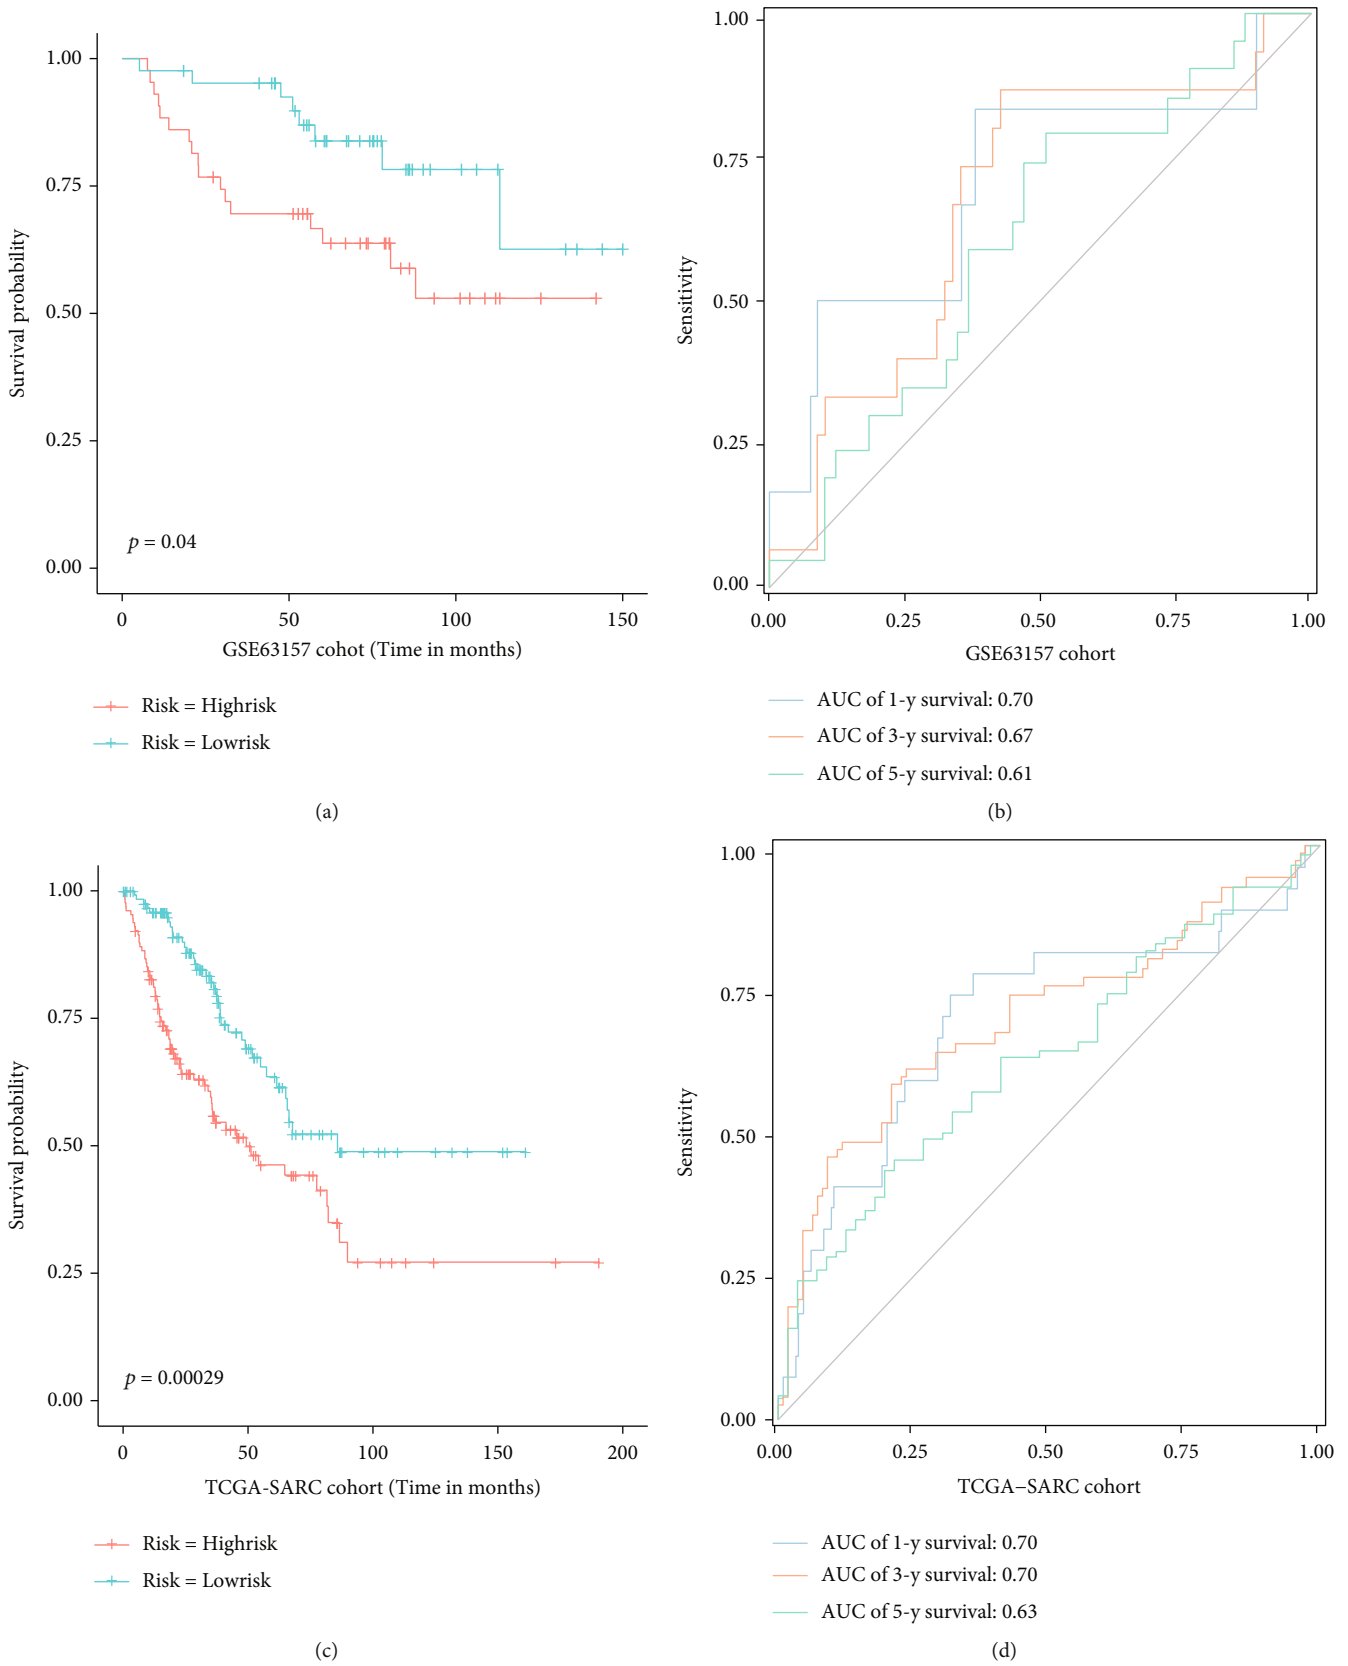 1.00
0.75
0.50
0.25
0.00
Survival probability
p = 0.04
0 50 100 150
GSE63157 cohot (Time in months)
Risk = Highrisk
Risk = Lowrisk
(a)
1.00
0.75
0.50
0.25
0.00
Sensitivity
0.00 0.25 0.50 0.75 1.00
GSE63157 cohort
AUC of 1-y survival: 0.70
AUC of 3-y survival: 0.67
AUC of 5-y survival: 0.61
(b)
1.00
0.75
0.50
0.25
0.00
Survival probability
p = 0.00029
0 50 100 150 200
TCGA-SARC cohort (Time in months)
Risk = Highrisk
Risk = Lowrisk
(c)
1.00
0.75
0.50
0.25
0.00
Sensitivity
0.00 0.25 0.50 0.75 1.00
TCGA−SARC cohort
AUC of 1-y survival: 0.70
AUC of 3-y survival: 0.70
AUC of 5-y survival: 0.63
(d)